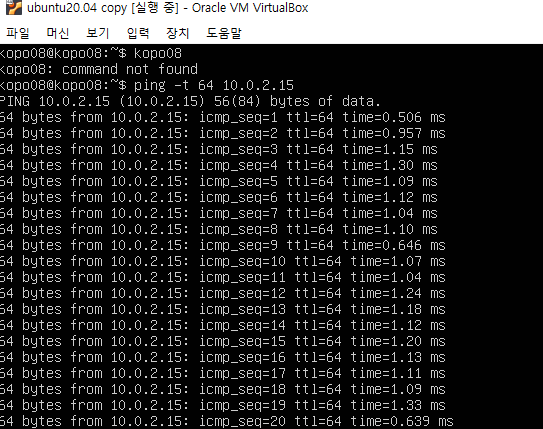 ubuntu20.04 copy [실행 중] - Oracle VM VirtualBox
파일 머신 보기 입력 장치 도움말
kopo08@kopo08:~$ kopo08
kopo08: command not found
kopo08@kopo08:~$ ping -t 64 10.0.2.15
PING 10.0.2.15 (10.0.2.15) 56(84) bytes of data.
64 bytes from 10.0.2.15: icmp_seq=1 ttl=64 time=0.506 ms
64 bytes from 10.0.2.15: icmp_seq=2 ttl=64 time=0.957 ms
64 bytes from 10.0.2.15: icmp_seq=3 ttl=64 time=1.15 ms
64 bytes from 10.0.2.15: icmp_seq=4 ttl=64 time=1.30 ms
64 bytes from 10.0.2.15: icmp_seq=5 ttl=64 time=1.09 ms
64 bytes from 10.0.2.15: icmp_seq=6 ttl=64 time=1.12 ms
64 bytes from 10.0.2.15: icmp_seq=7 ttl=64 time=1.04 ms
64 bytes from 10.0.2.15: icmp_seq=8 ttl=64 time=1.10 ms
64 bytes from 10.0.2.15: icmp_seq=9 ttl=64 time=0.646 ms
64 bytes from 10.0.2.15: icmp_seq=10 ttl=64 time=1.07 ms
64 bytes from 10.0.2.15: icmp_seq=11 ttl=64 time=1.04 ms
64 bytes from 10.0.2.15: icmp_seq=12 ttl=64 time=1.24 ms
64 bytes from 10.0.2.15: icmp_seq=13 ttl=64 time=1.18 ms
64 bytes from 10.0.2.15: icmp_seq=14 ttl=64 time=1.12 ms
64 bytes from 10.0.2.15: icmp_seq=15 ttl=64 time=1.20 ms
64 bytes from 10.0.2.15: icmp_seq=16 ttl=64 time=1.13 ms
64 bytes from 10.0.2.15: icmp_seq=17 ttl=64 time=1.11 ms
64 bytes from 10.0.2.15: icmp_seq=18 ttl=64 time=1.09 ms
64 bytes from 10.0.2.15: icmp_seq=19 ttl=64 time=1.33 ms
64 bytes from 10.0.2.15: icmp_seq=20 ttl=64 time=0.639 ms